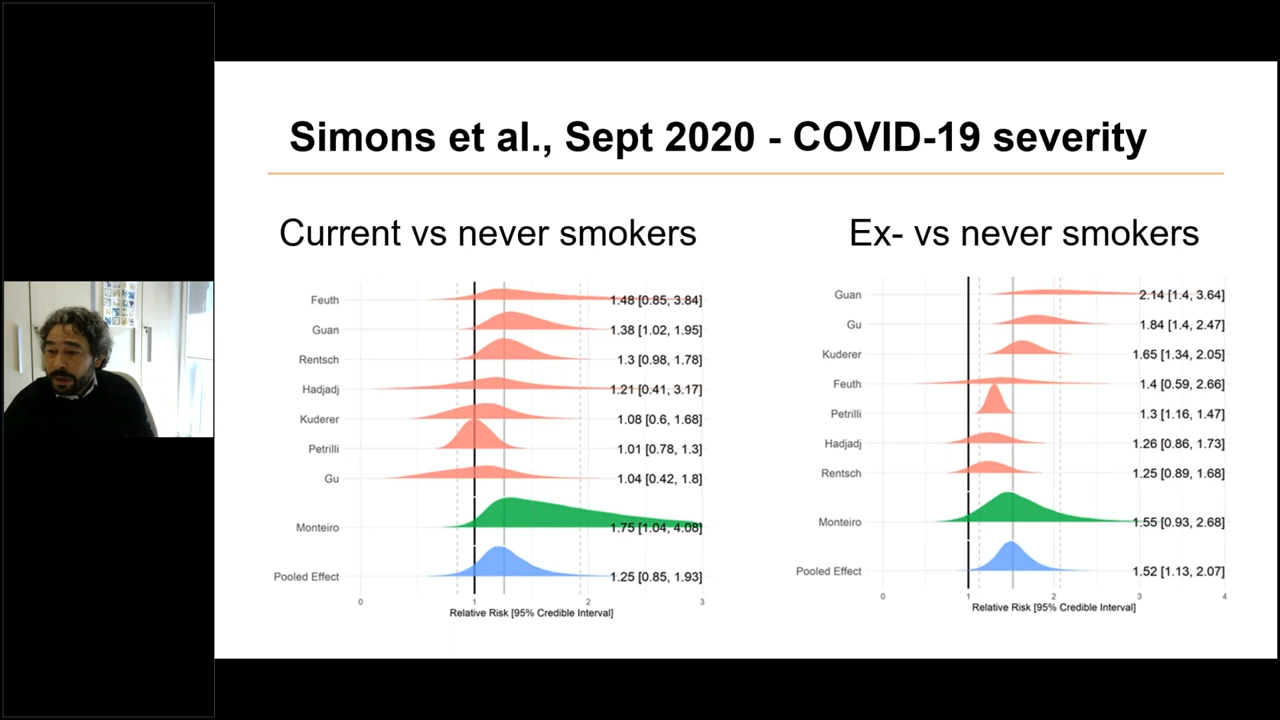 Simons et al., Sept 2020 - COVID-19 severity
Current vs never smokers
Feuth 1.48 [0.85, 3.84]
Guan 1.38 [1.02, 1.95]
Rentsch 1.3 [0.98, 1.78]
Hadjadj 1.21 [0.41, 3.17]
Kuderer 1.08 [0.6, 1.68]
Petrilli 1.01 [0.78, 1.3]
Gu 1.04 [0.42, 1.8]
Monteiro 1.75 [1.04, 4.08]
Pooled Effect 1.25 [0.85, 1.93]
0 1 2 3
Relative Risk [95% Credible Interval]
Ex- vs never smokers
Guan 2.14 [1.4, 3.64]
Gu 1.84 [1.4, 2.47]
Kuderer 1.65 [1.34, 2.05]
Feuth 1.4 [0.59, 2.66]
Petrilli 1.3 [1.16, 1.47]
Hadjadj 1.26 [0.86, 1.73]
Rentsch 1.25 [0.89, 1.68]
Monteiro 1.55 [0.93, 2.68]
Pooled Effect 1.52 [1.13, 2.07]
0 1 2 3 4
Relative Risk [95% Credible Interval]